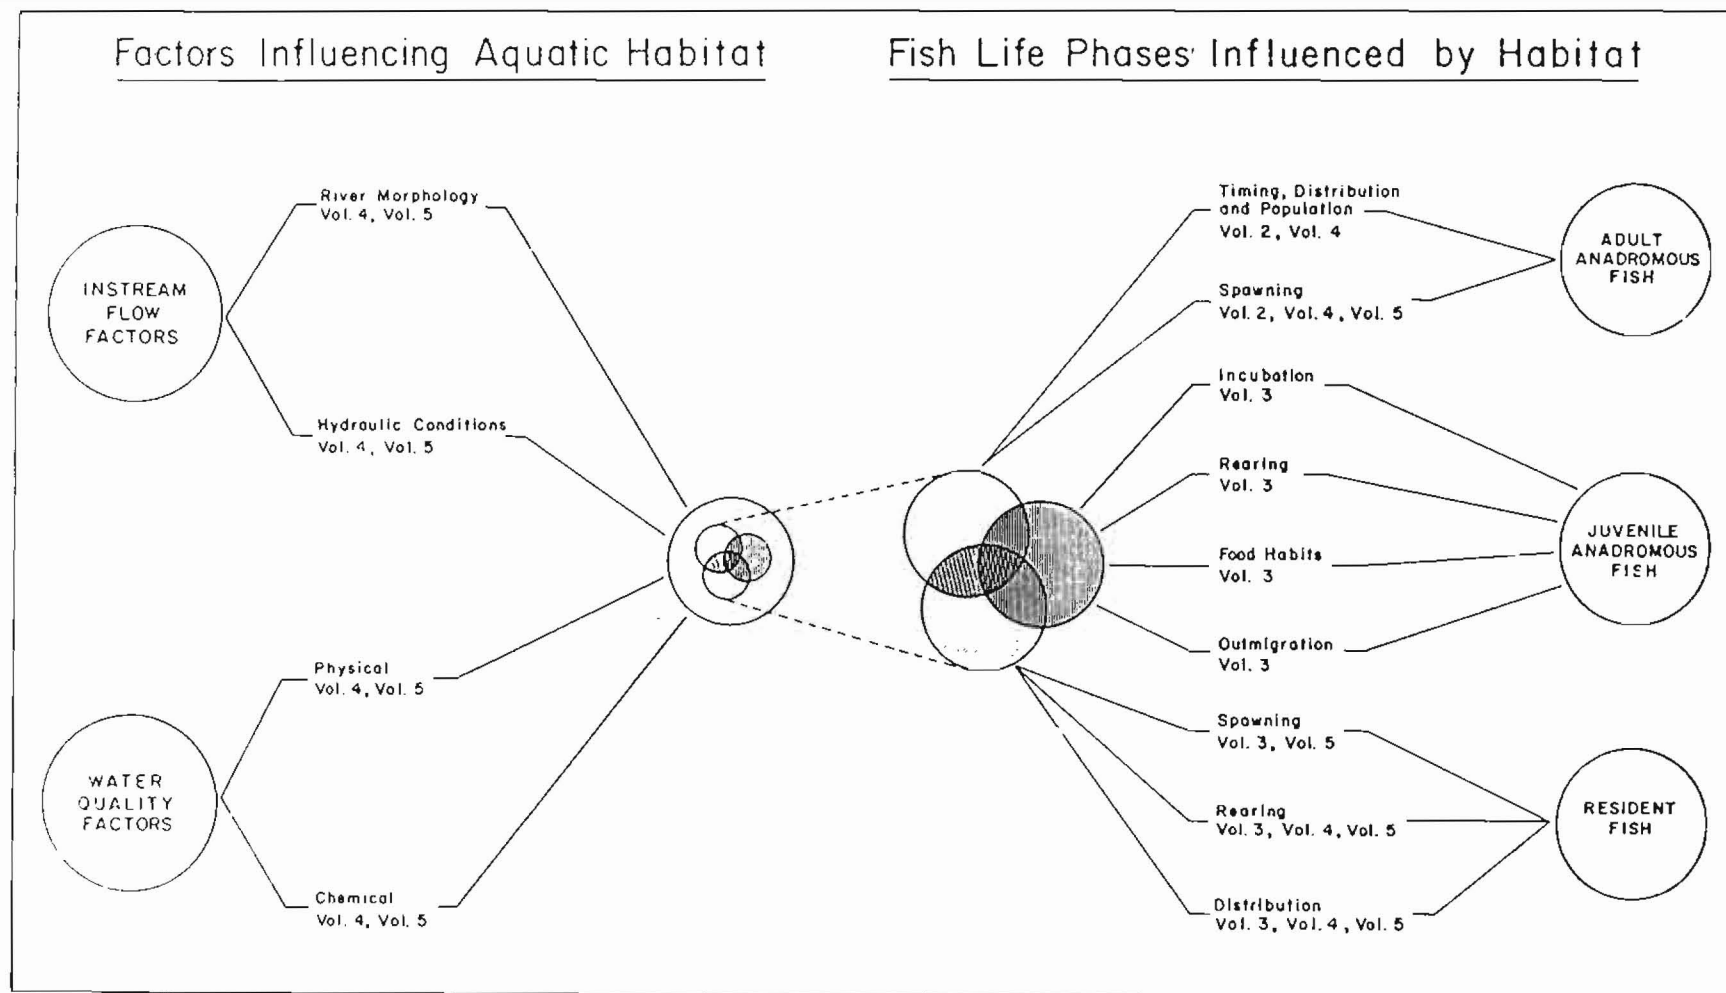 Factors Influencing Aquatic Habitat
Fish Life Phases Influenced by Habitat
INSTREAM
FLOW
FACTORS
River Morphology
Vol. 4, Vol. 5
Hydraulic Conditions
Vol. 4, Vol. 5
WATER
QUALITY
FACTORS
Physical
Vol. 4, Vol. 5
Chemical
Vol. 4, Vol. 5
Timing, Distribution
and Population
Vol. 2, Vol. 4
Spawning
Vol. 2, Vol. 4, Vol. 5
ADULT
ANADROMOUS
FISH
Incubation
Vol. 3
Rearing
Vol. 3
Food Habits
Vol. 3
Outmigration
Vol. 3
JUVENILE
ANADROMOUS
FISH
Spawning
Vol. 3, Vol. 5
Rearing
Vol. 3, Vol. 4, Vol. 5
Distribution
Vol. 3, Vol. 4, Vol. 5
RESIDENT
FISH